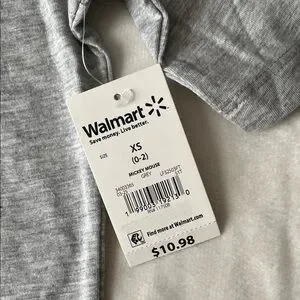 Walmart
Save money. Live better.
SIZE
XS
(0-2)
MICKEY MOUSE
GREY
Find more at Walmart.com
$10.98